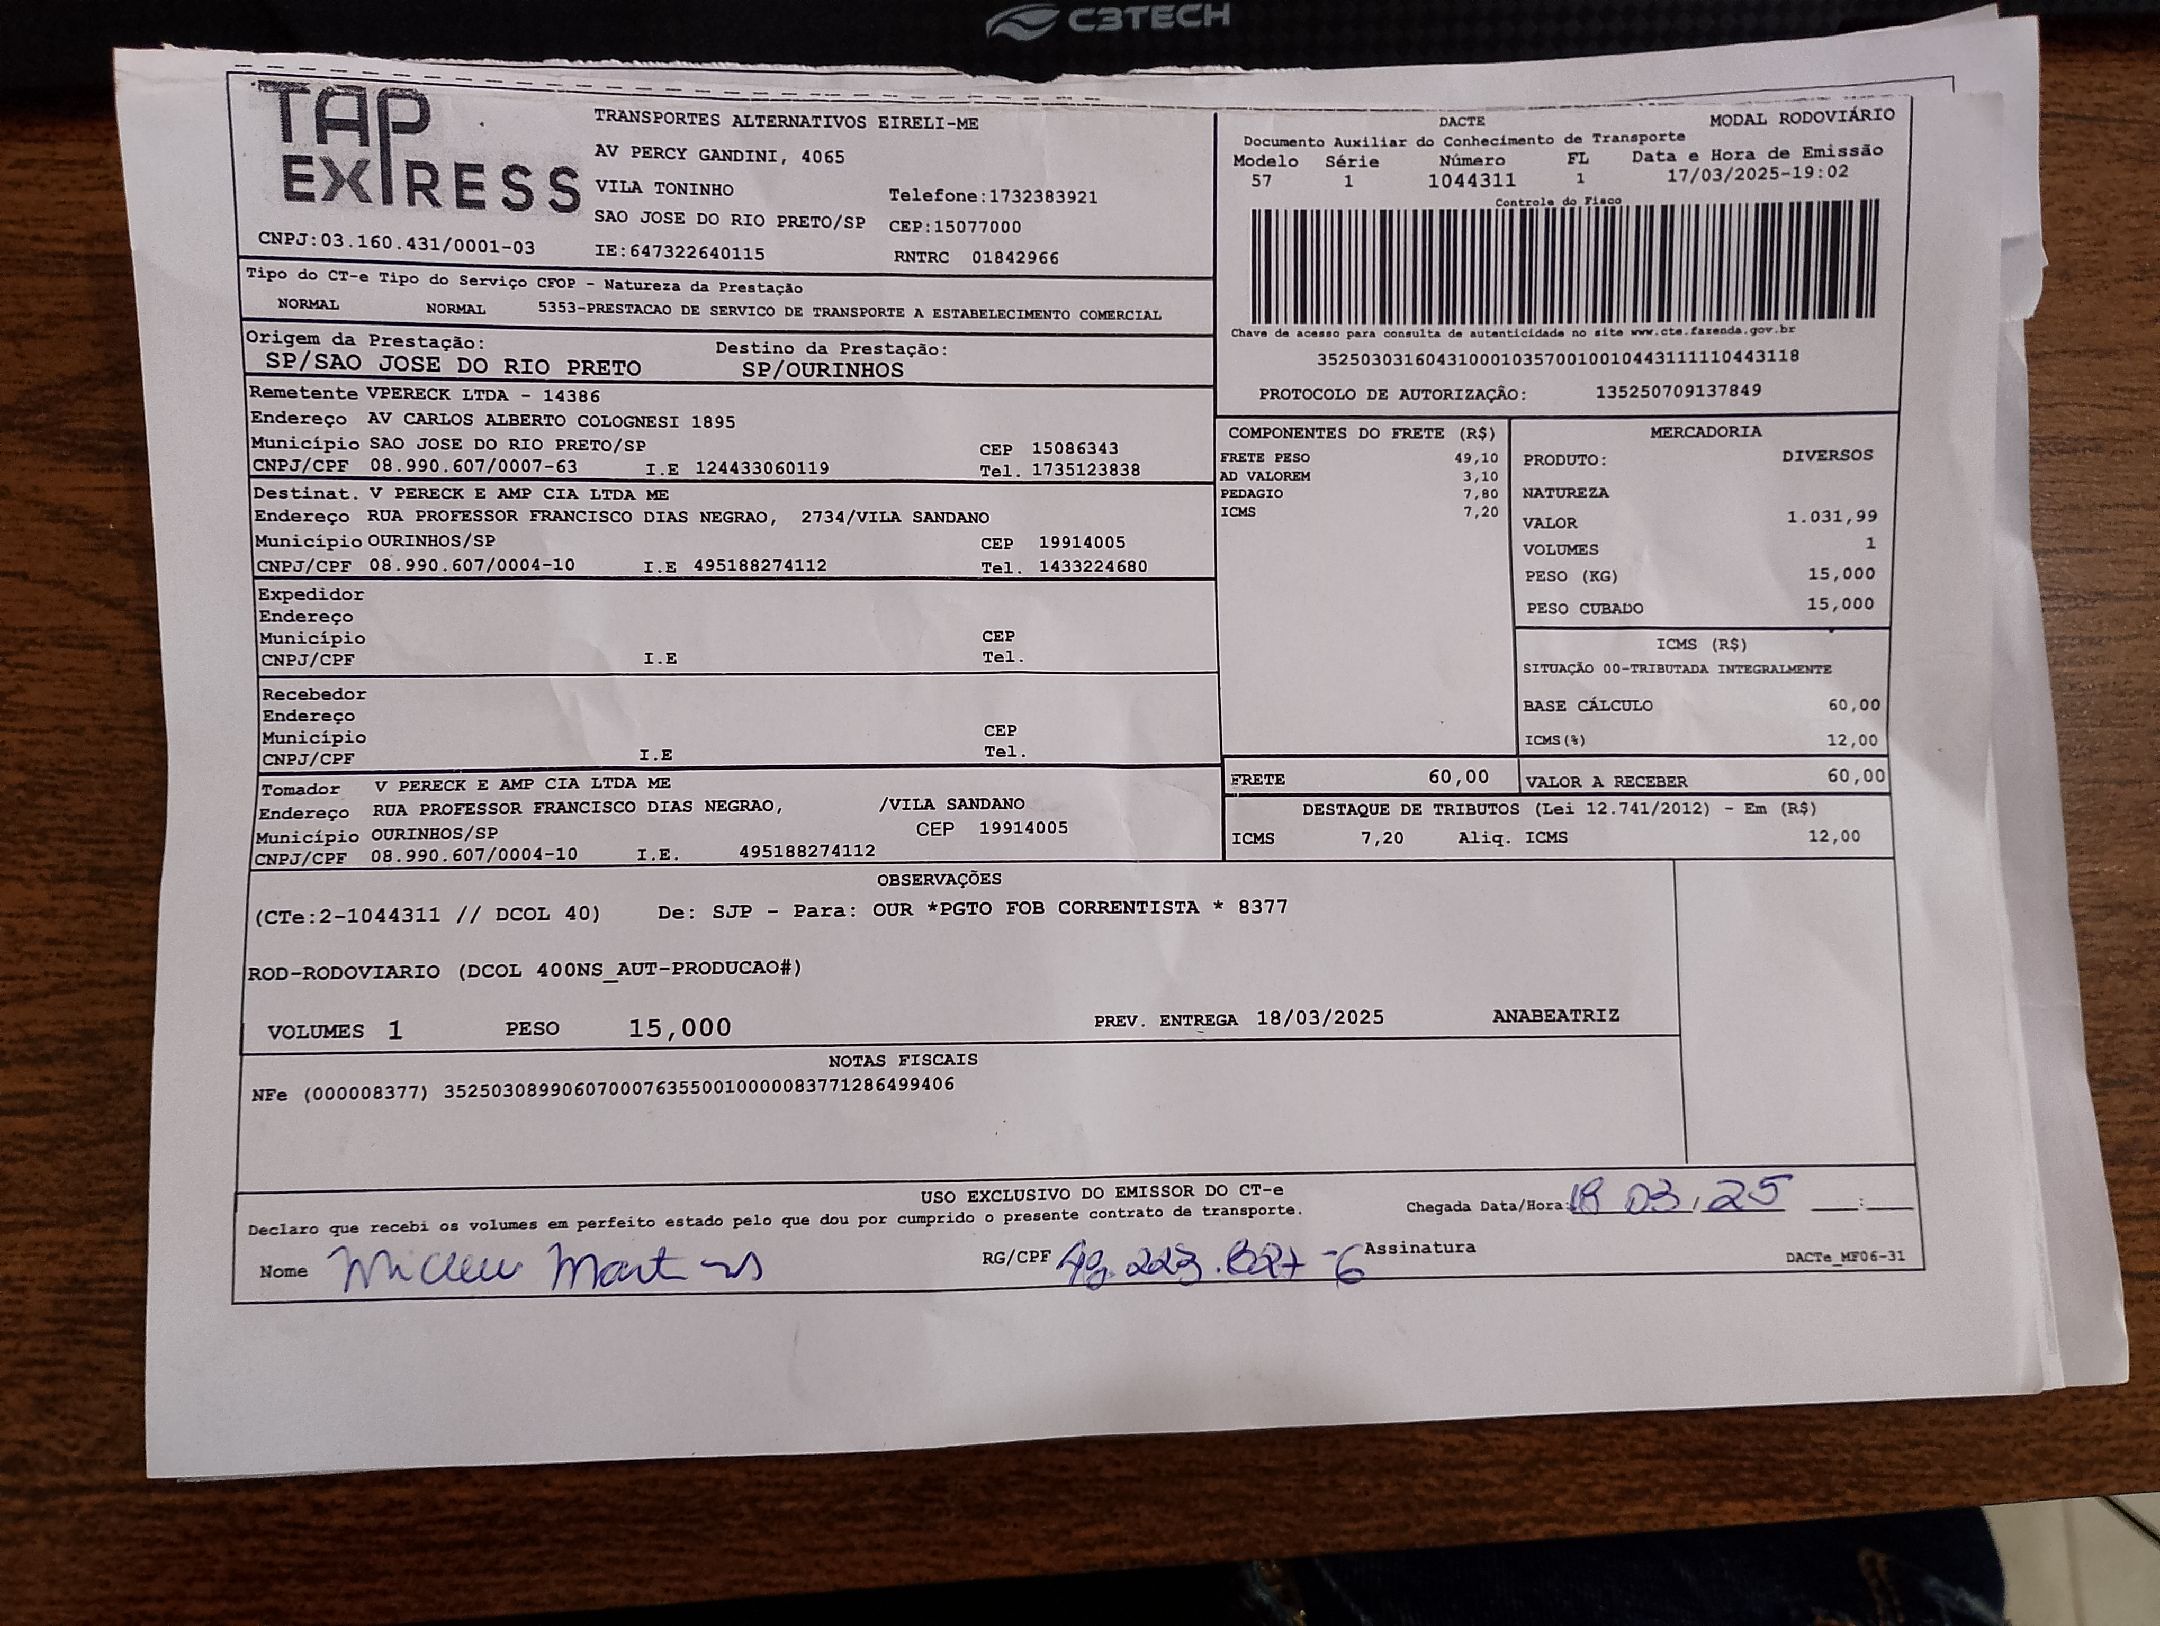 C3TECH
TAP EXPRESS
TRANSPORTES ALTERNATIVOS EIRELI-ME
AV PERCY GANDINI, 4065
VILA TONINHO Telefone:1732383921
SAO JOSE DO RIO PRETO/SP CEP:15077000
CNPJ:03.160.431/0001-03 IE:647322640115 RNTRC 01842966
DACTE MODAL RODOVIÁRIO
Documento Auxiliar do Conhecimento de Transporte
Modelo Série Número FL Data e Hora de Emissão
57 1 1044311 1 17/03/2025-19:02
Controle do Fisco
Chave de acesso para consulta de autenticidade no site www.cte.fazenda.gov.br
35250303160431000103570010010443111110443118
PROTOCOLO DE AUTORIZAÇÃO: 135250709137849
Tipo do CT-e Tipo do Serviço CFOP - Natureza da Prestação
NORMAL NORMAL 5353-PRESTACAO DE SERVICO DE TRANSPORTE A ESTABELECIMENTO COMERCIAL
Origem da Prestação: Destino da Prestação:
SP/SAO JOSE DO RIO PRETO SP/OURINHOS
Remetente VPERECK LTDA - 14386
Endereço AV CARLOS ALBERTO COLOGNESI 1895
Município SAO JOSE DO RIO PRETO/SP CEP 15086343
CNPJ/CPF 08.990.607/0007-63 I.E 124433060119 Tel. 1735123838
Destinat. V PERECK E AMP CIA LTDA ME
Endereço RUA PROFESSOR FRANCISCO DIAS NEGRAO, 2734/VILA SANDANO
Município OURINHOS/SP CEP 19914005
CNPJ/CPF 08.990.607/0004-10 I.E 495188274112 Tel. 1433224680
Expedidor
Endereço
Município CEP
CNPJ/CPF I.E Tel.
Recebedor
Endereço
Município CEP
CNPJ/CPF I.E Tel.
Tomador V PERECK E AMP CIA LTDA ME
Endereço RUA PROFESSOR FRANCISCO DIAS NEGRAO, /VILA SANDANO
Município OURINHOS/SP CEP 19914005
CNPJ/CPF 08.990.607/0004-10 I.E. 495188274112
COMPONENTES DO FRETE (R$)
FRETE PESO 49,10
AD VALOREM 3,10
PEDAGIO 7,80
ICMS 7,20
MERCADORIA
PRODUTO: DIVERSOS
NATUREZA
VALOR 1.031,99
VOLUMES 1
PESO (KG) 15,000
PESO CUBADO 15,000
ICMS (R$)
SITUAÇÃO 00-TRIBUTADA INTEGRALMENTE
BASE CÁLCULO 60,00
ICMS(%) 12,00
FRETE 60,00 VALOR A RECEBER 60,00
DESTAQUE DE TRIBUTOS (Lei 12.741/2012) - Em (R$)
ICMS 7,20 Aliq. ICMS 12,00
OBSERVAÇÕES
(CTe:2-1044311 // DCOL 40) De: SJP - Para: OUR *PGTO FOB CORRENTISTA * 8377
ROD-RODOVIARIO (DCOL 400NS_AUT-PRODUCAO#)
VOLUMES 1 PESO 15,000 PREV. ENTREGA 18/03/2025 ANABEATRIZ
NOTAS FISCAIS
NFe (000008377) 35250308990607000763550010000083771286499406
USO EXCLUSIVO DO EMISSOR DO CT-e
Chegada Data/Hora: 18 03, 25 __:__
Declaro que recebi os volumes em perfeito estado pelo que dou por cumprido o presente contrato de transporte.
Nome Martins RG/CPF Assinatura
DACTe_MF06-31